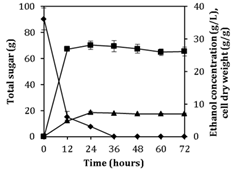 Total sugar (g)
100
80
60
40
20
0
40
30
20
10
0
Ethanol concentration (g/L),
cell dry weight (g/g)
0 12 24 36 48 60 72
Time (hours)